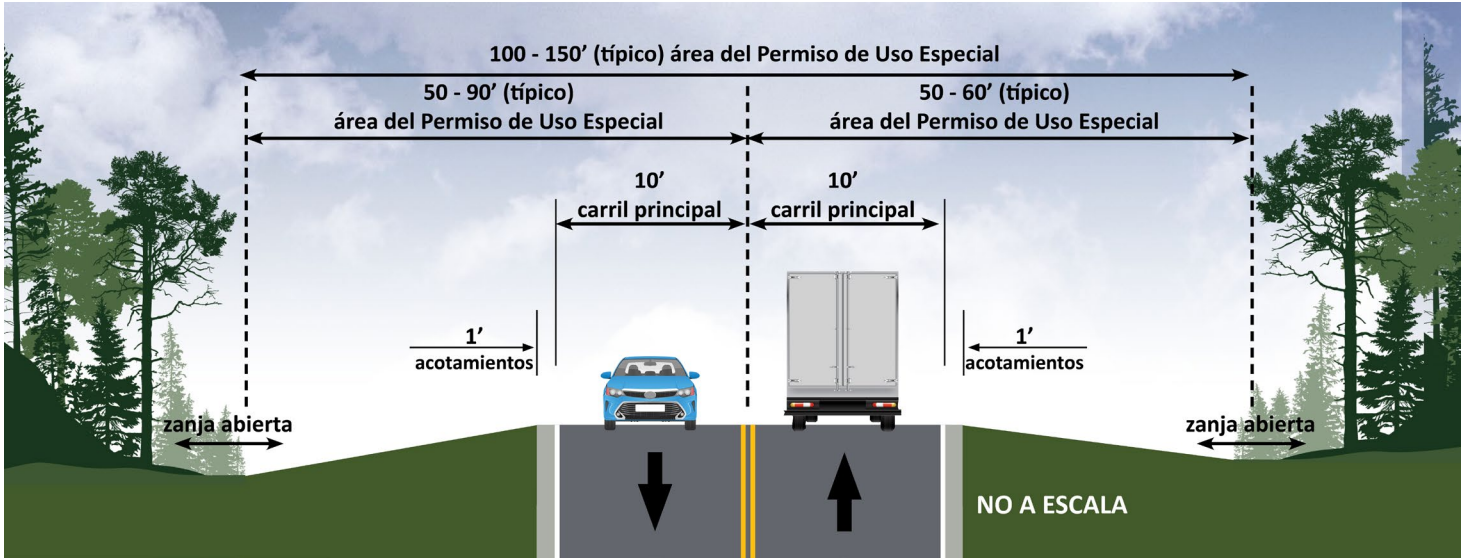 100 - 150’ (típico) área del Permiso de Uso Especial
50 - 90’ (típico)
área del Permiso de Uso Especial
50 - 60’ (típico)
área del Permiso de Uso Especial
10’
carril principal
10’
carril principal
1’
acotamientos
1’
acotamientos
zanja abierta
zanja abierta
NO A ESCALA